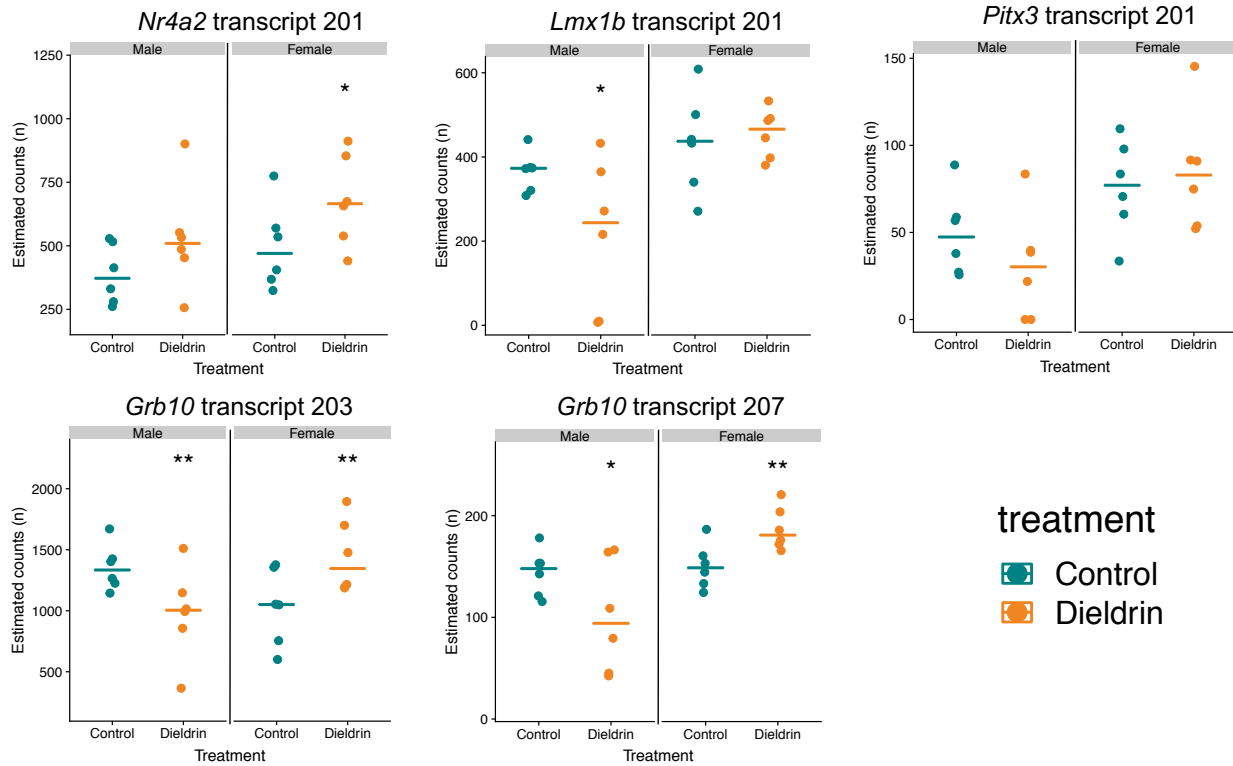 Nr4a2 transcript 201
Male Female
1250
1000
750
500
250
*
Estimated counts (n)
Control Dieldrin Control Dieldrin
Treatment
Lmx1b transcript 201
Male Female
600
400
200
0
*
Estimated counts (n)
Control Dieldrin Control Dieldrin
Treatment
Pitx3 transcript 201
Male Female
150
100
50
0
Estimated counts (n)
Control Dieldrin Control Dieldrin
Treatment
Grb10 transcript 203
Male Female
** **
2000
1500
1000
500
Estimated counts (n)
Control Dieldrin Control Dieldrin
Treatment
Grb10 transcript 207
Male Female
* **
200
100
0
Estimated counts (n)
Control Dieldrin Control Dieldrin
Treatment
treatment
Control
Dieldrin